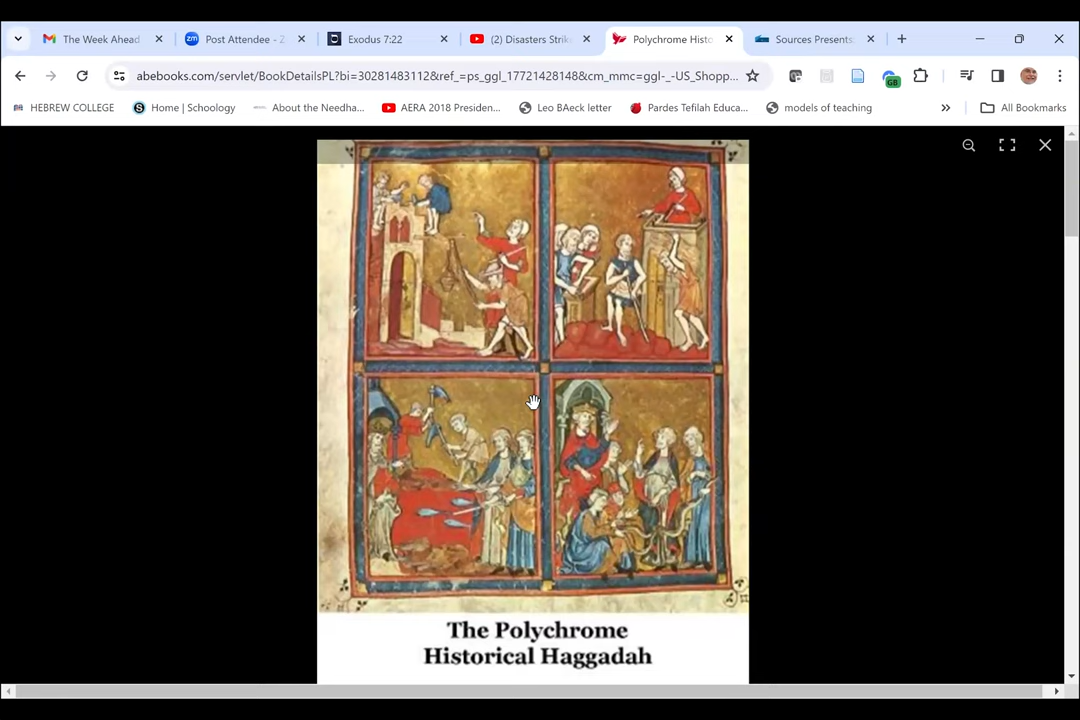 The Week Ahead
Post Attendee - Z
Exodus 7:22
(2) Disasters Strik
Polychrome Histo
Sources Presents:
abebooks.com/servlet/BookDetailsPL?bi=30281483112&ref_=ps_ggl_17721428148&cm_mmc=ggl-_-US_Shopp...
GB
HEBREW COLLEGE
Home | Schoology
About the Needha...
AERA 2018 Presiden...
Leo BAeck letter
Pardes Tefilah Educa...
models of teaching
»
All Bookmarks
The Polychrome
Historical Haggadah